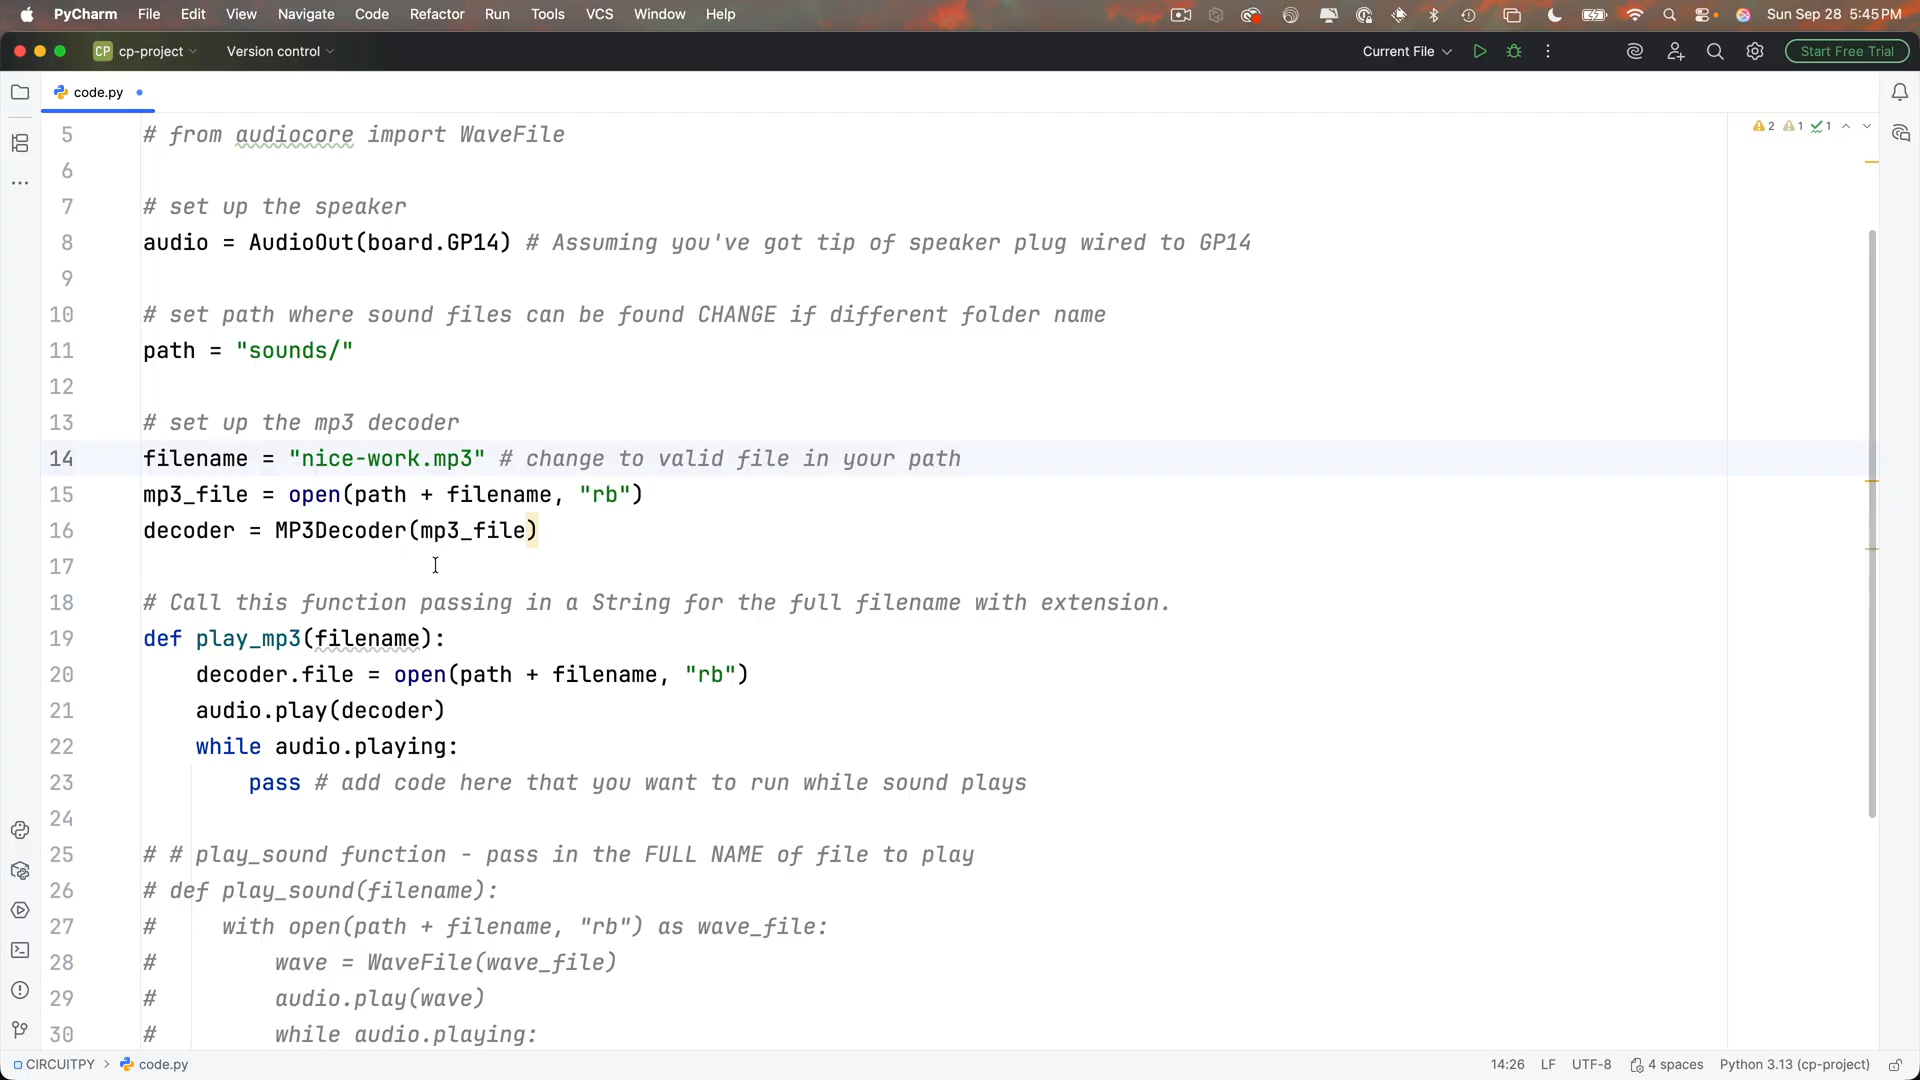 PyCharm File Edit View Navigate Code Refactor Run Tools VCS Window Help Sun Sep 28 5:45 PM
CP cp-project Version control Current File Start Free Trial
code.py
2 1 1
5 # from audiocore import WaveFile
6
7 # set up the speaker
8 audio = AudioOut(board.GP14) # Assuming you've got tip of speaker plug wired to GP14
9
10 # set path where sound files can be found CHANGE if different folder name
11 path = "sounds/"
12
13 # set up the mp3 decoder
14 filename = "nice-work.mp3" # change to valid file in your path
15 mp3_file = open(path + filename, "rb")
16 decoder = MP3Decoder(mp3_file)
17
18 # Call this function passing in a String for the full filename with extension.
19 def play_mp3(filename):
20 decoder.file = open(path + filename, "rb")
21 audio.play(decoder)
22 while audio.playing:
23 pass # add code here that you want to run while sound plays
24
25 # # play_sound function - pass in the FULL NAME of file to play
26 # def play_sound(filename):
27 # with open(path + filename, "rb") as wave_file:
28 # wave = WaveFile(wave_file)
29 # audio.play(wave)
30 # while audio.playing:
CIRCUITPY > code.py 14:26 LF UTF-8 4 spaces Python 3.13 (cp-project)